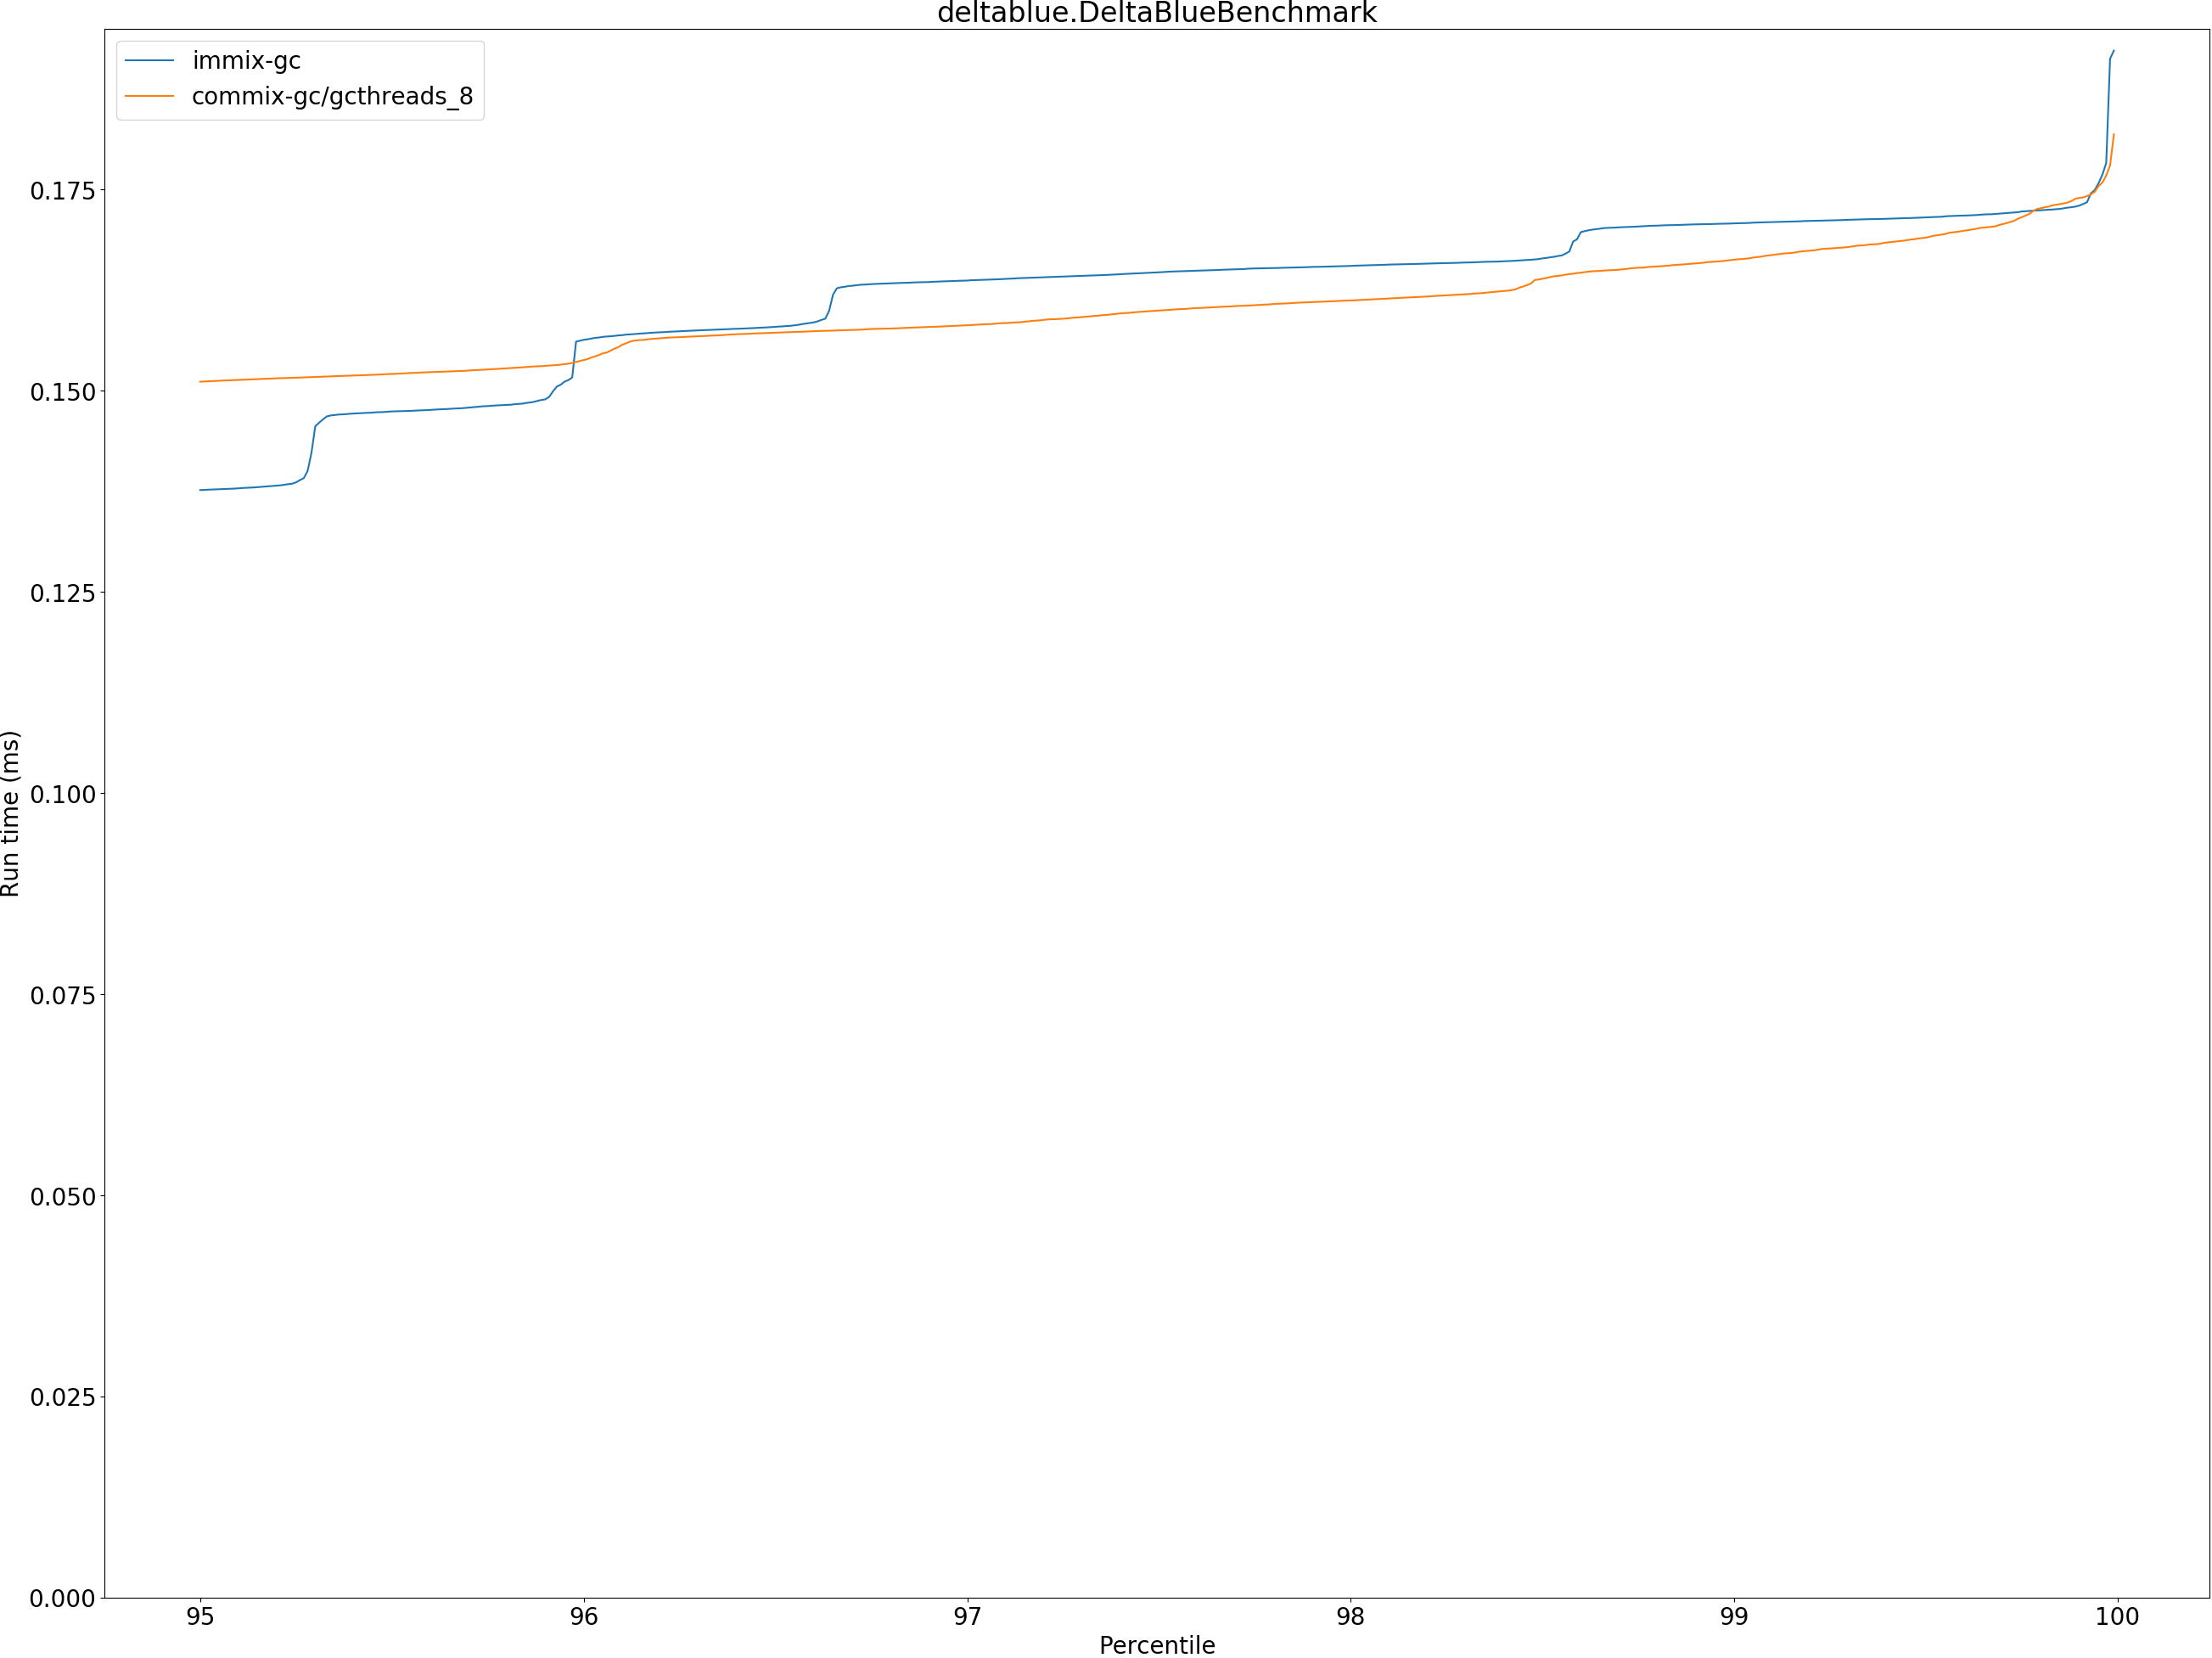 deltablue.DeltaBlueBenchmark
immix-gc
commix-gc/gcthreads_8
0.175
0.150
0.125
0.100
0.075
0.050
0.025
0.000
Run time (ms)
95 96 97 98 99 100
Percentile